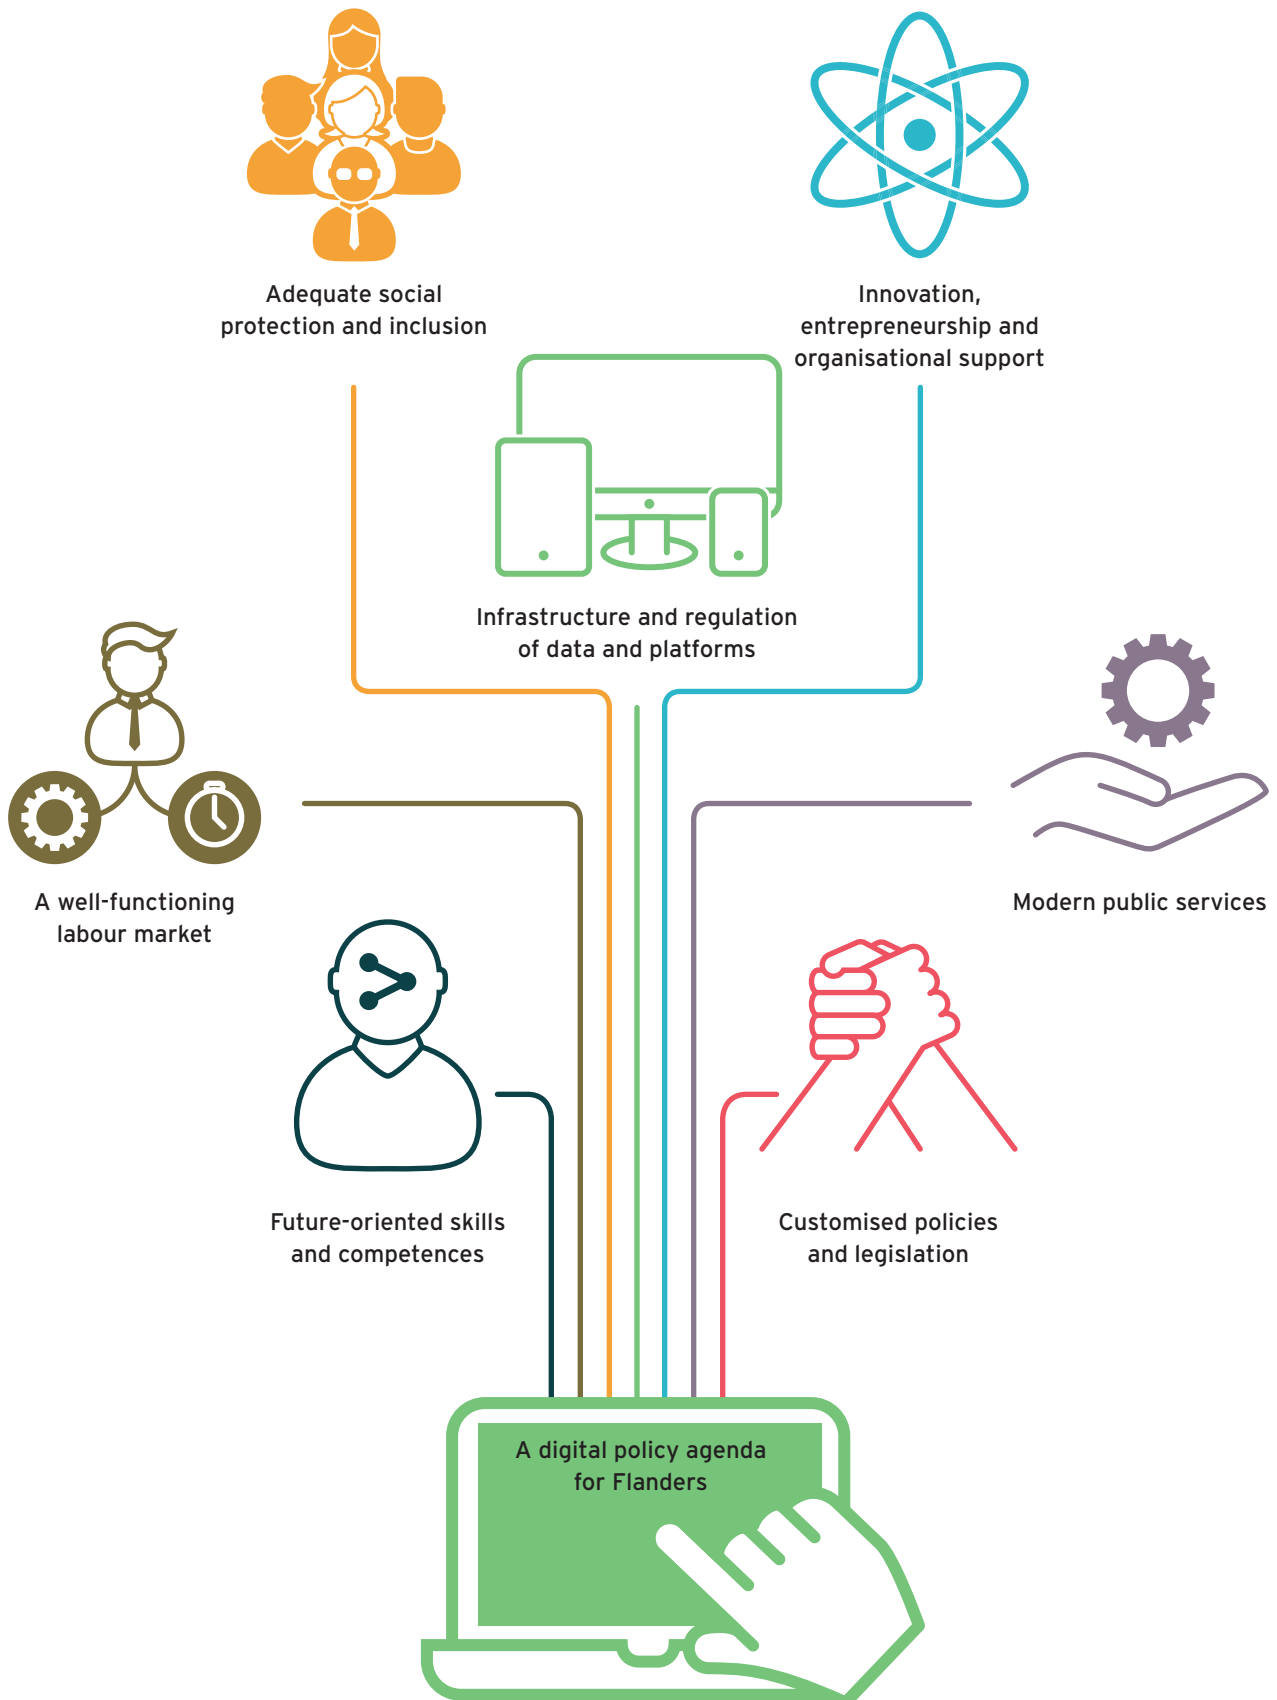 Adequate social
protection and inclusion
Innovation,
entrepreneurship and
organisational support
Infrastructure and regulation
of data and platforms
A well-functioning
labour market
Modern public services
Future-oriented skills
and competences
Customised policies
and legislation
A digital policy agenda
for Flanders